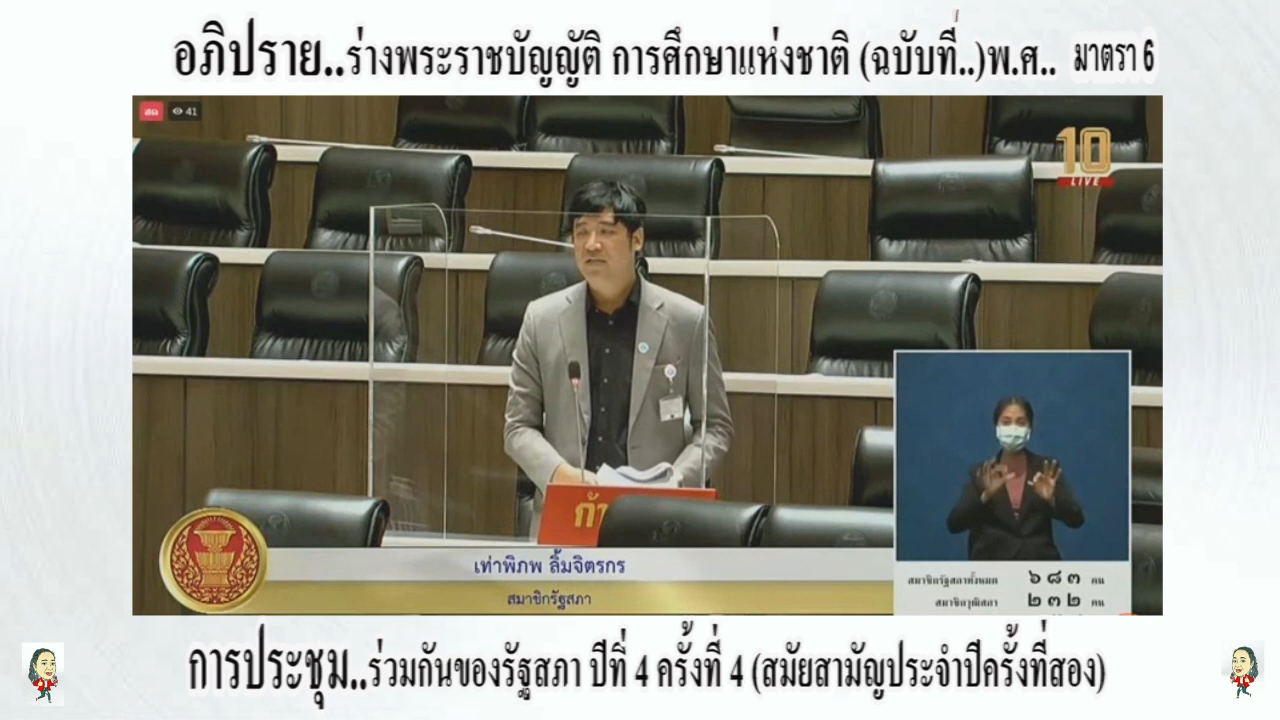 อภิปราย..ร่างพระราชบัญญัติ การศึกษาแห่งชาติ (ฉบับที่..)พ.ศ.. มาตรา 6
สด 41
10
LIVE
ก้า
เท่าพิภพ ลิ้มจิตรกร
สมาชิกรัฐสภา
สมาชิกรัฐสภาทั้งหมด ๖๘๓ คน
สมาชิกวุฒิสภา ๒๓๒ คน
การประชุม..ร่วมกันของรัฐสภา ปีที่ 4 ครั้งที่ 4 (สมัยสามัญประจำปีครั้งที่สอง)